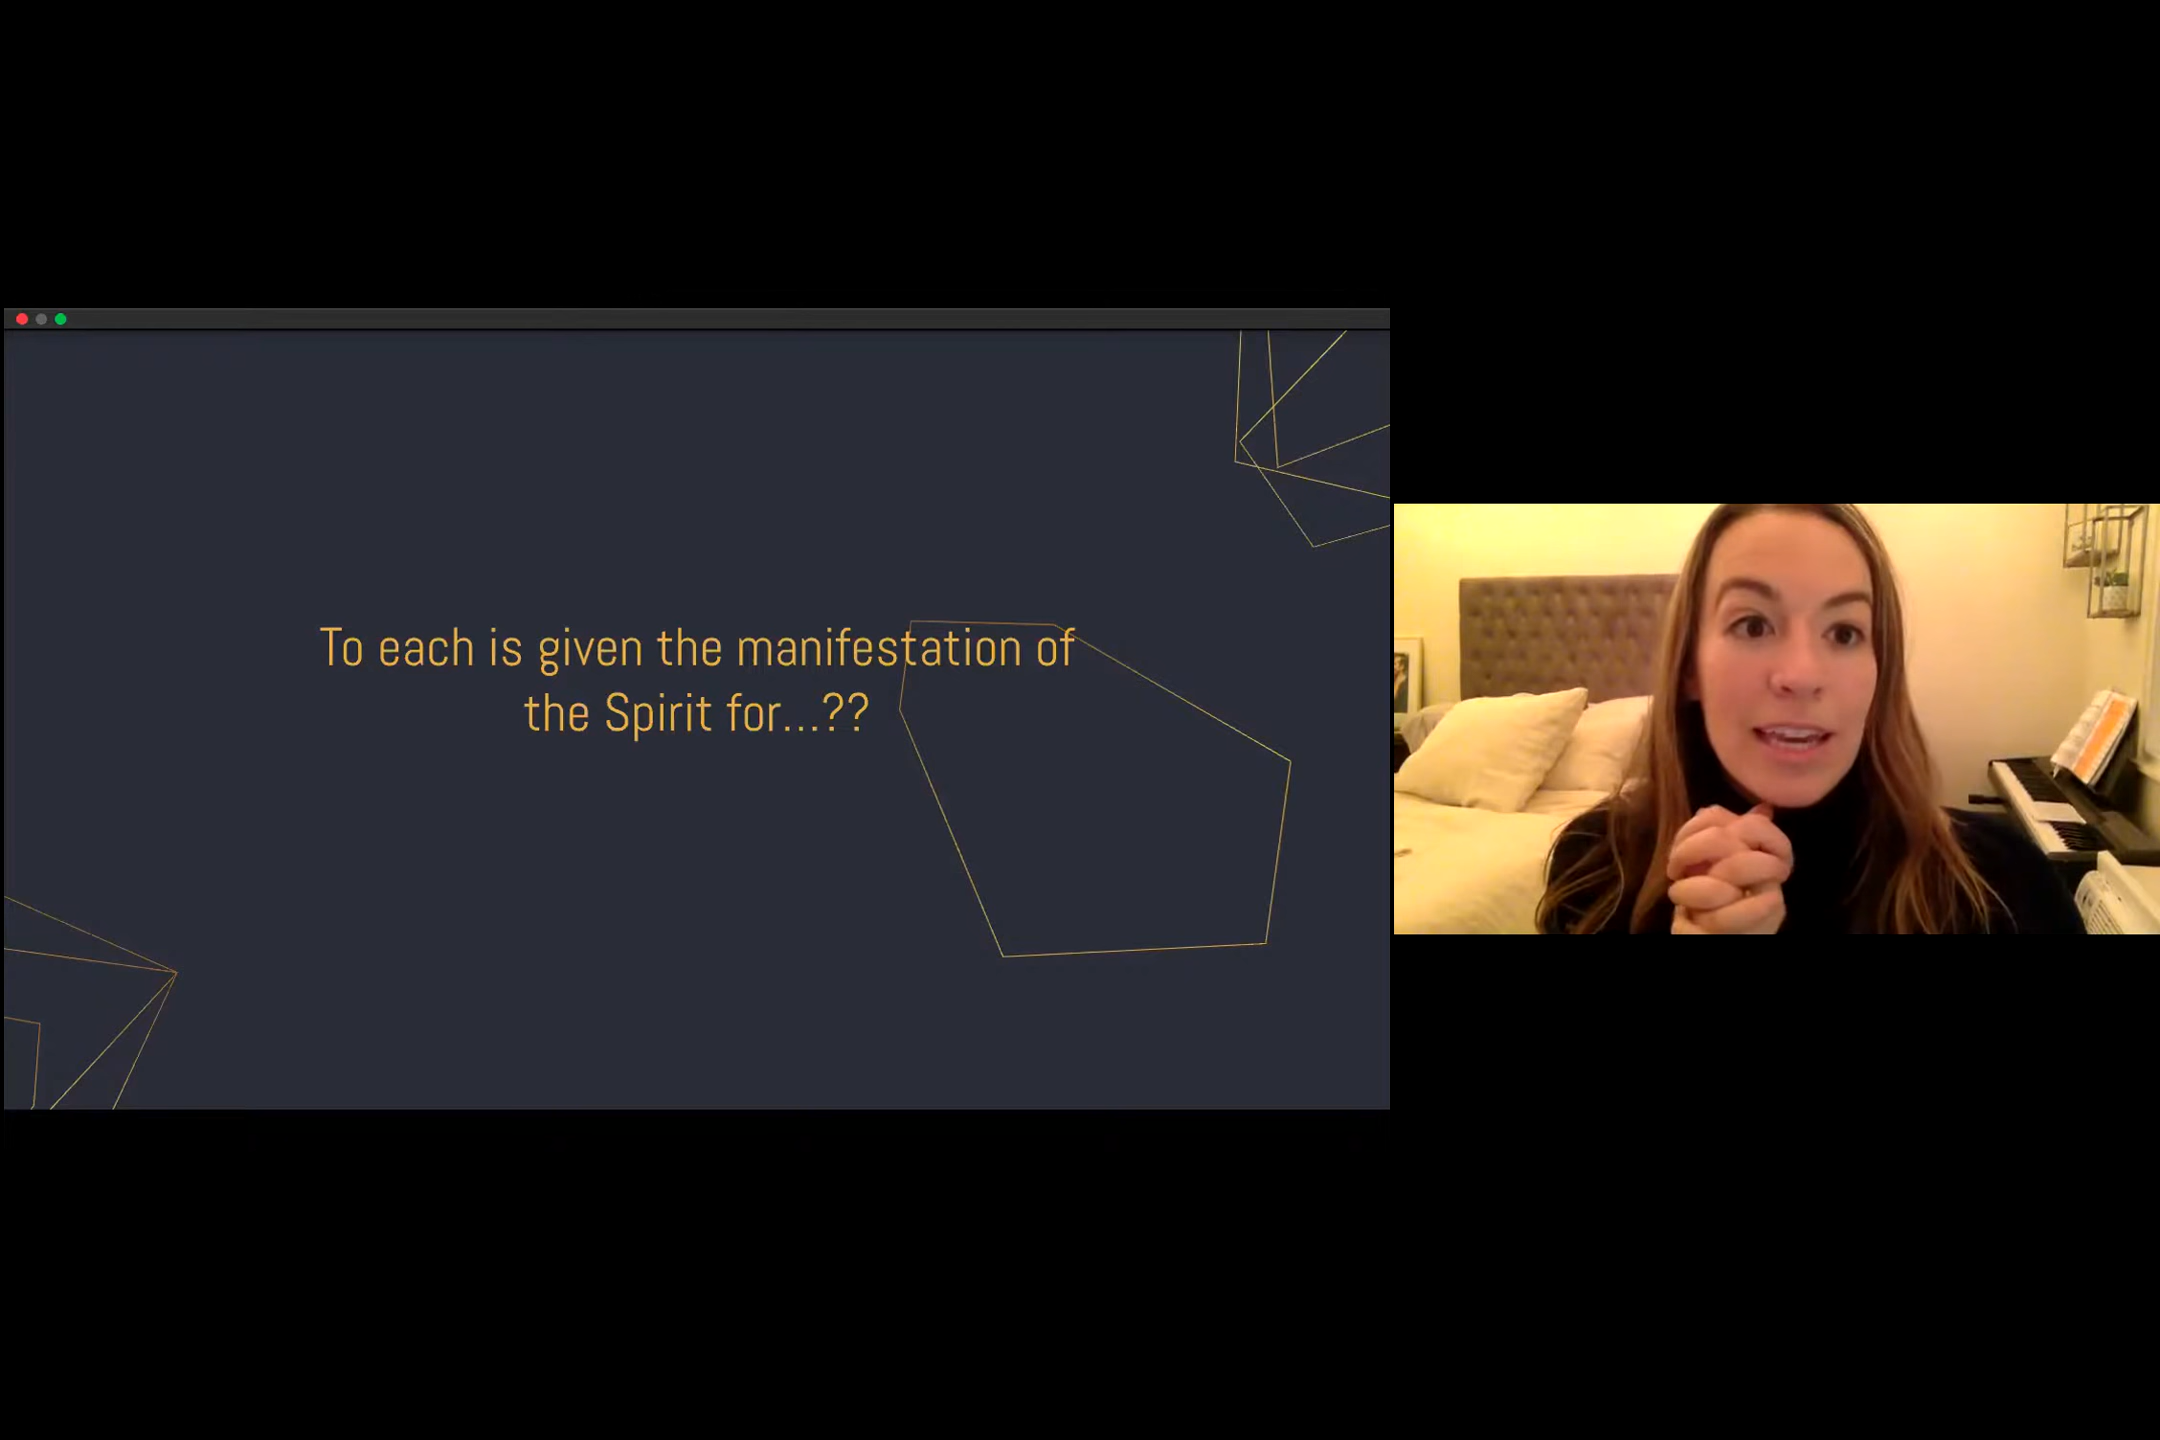 To each is given the manifestation of
the Spirit for...??